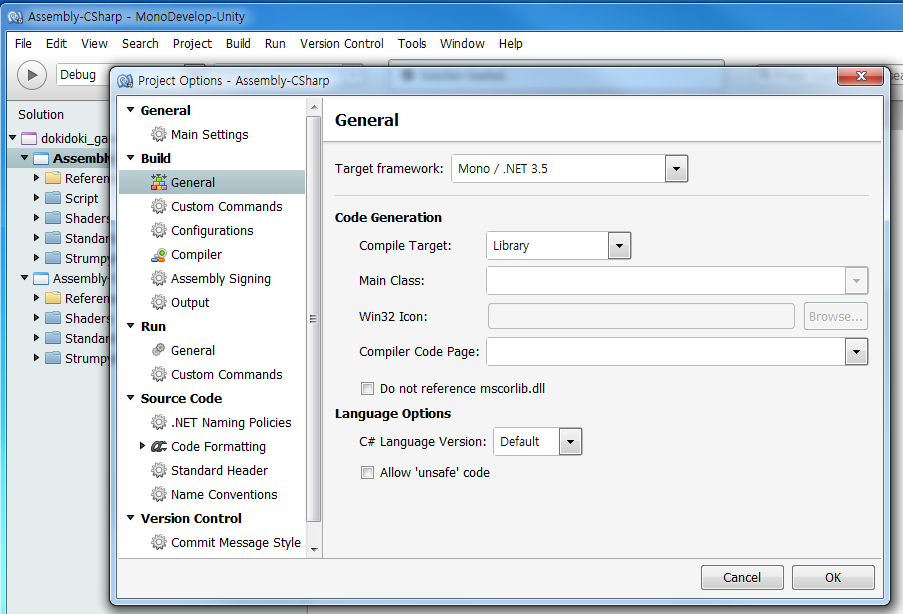 Assembly-CSharp - MonoDevelop-Unity
File Edit View Search Project Build Run Version Control Tools Window Help
Debug
Solution
dokidoki_ga
Assembl
Referen
Script
Shaders
Standar
Strumpy
Assembly-
Referen
Shaders
Standar
Strumpy
Project Options - Assembly-CSharp
General
Main Settings
Build
General
Custom Commands
Configurations
Compiler
Assembly Signing
Output
Run
General
Custom Commands
Source Code
.NET Naming Policies
Code Formatting
Standard Header
Name Conventions
Version Control
Commit Message Style
General
Target framework: Mono / .NET 3.5
Code Generation
Compile Target: Library
Main Class:
Win32 Icon: Browse...
Compiler Code Page:
Do not reference mscorlib.dll
Language Options
C# Language Version: Default
Allow 'unsafe' code
Cancel OK